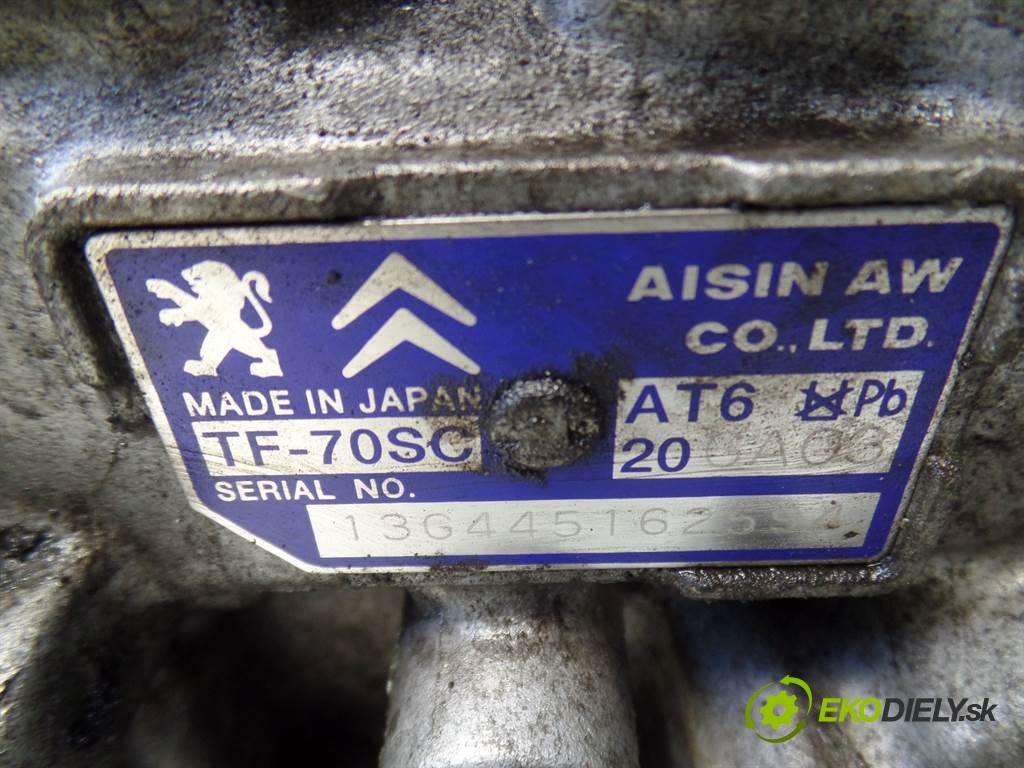 AISIN AW
CO., LTD.
MADE IN JAPAN
AT6 Pb
TF-70SC
20
SERIAL NO.
EKODIELY.sk